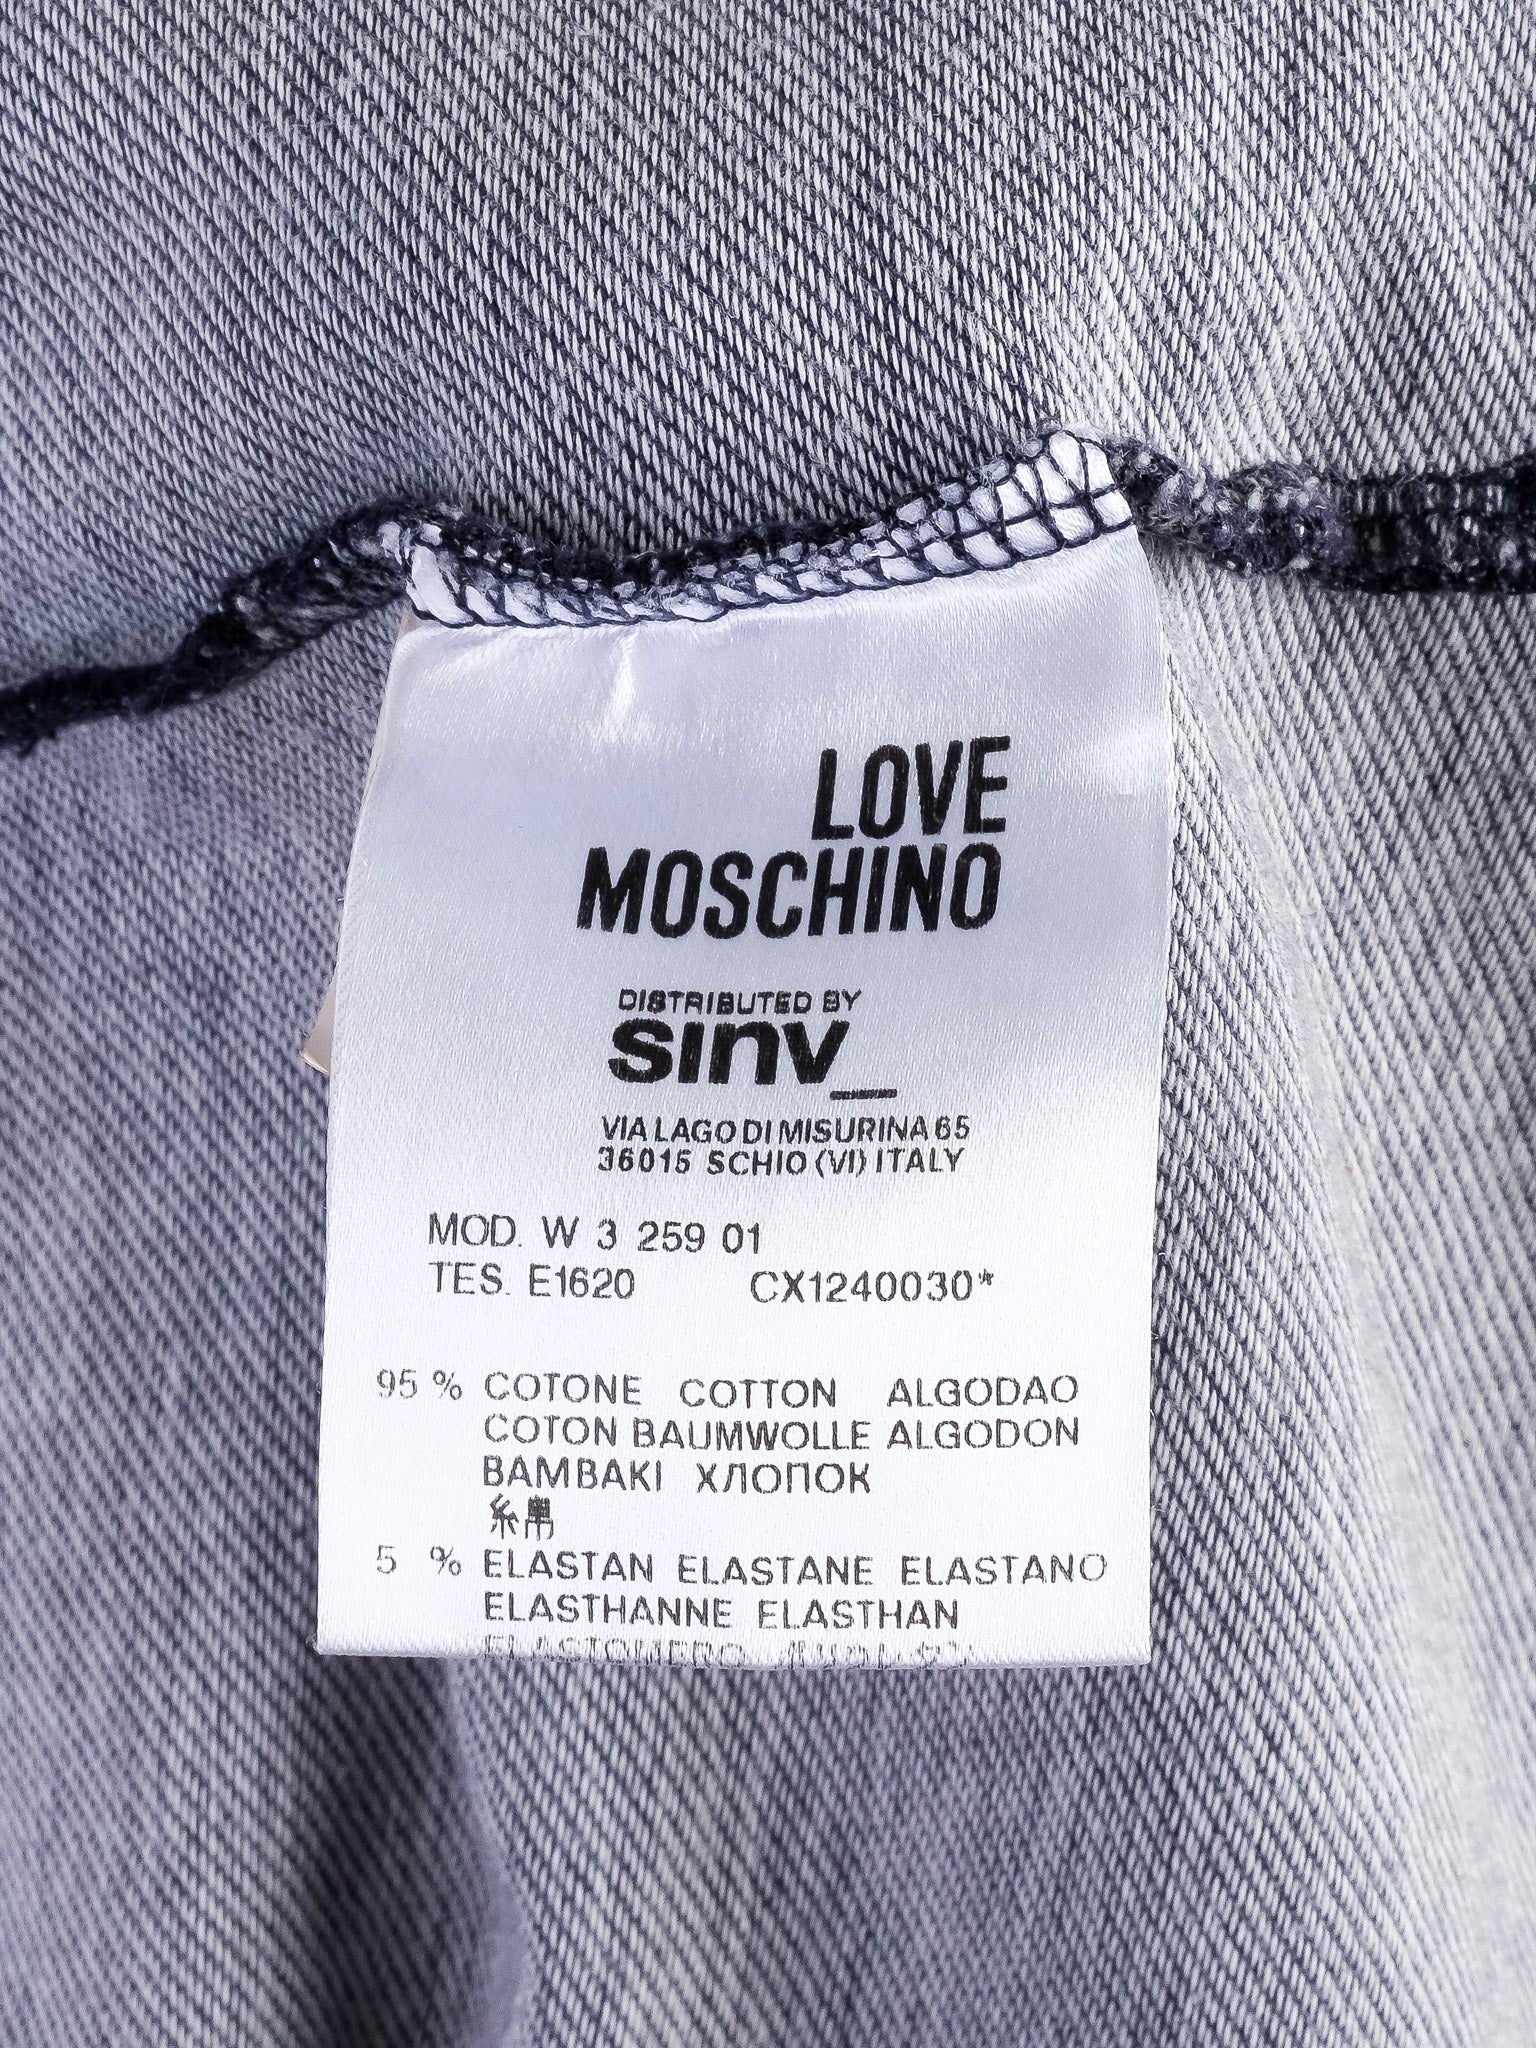 LOVE
MOSCHINO
DISTRIBUTED BY
sinv_
VIA LAGO DI MISURINA 65
36015 SCHIO (VI) ITALY
MOD. W 3 259 01
TES. E1620 CX1240030*
95 % COTONE COTTON ALGODAO
COTON BAUMWOLLE ALGODON
BAMBAKI ХЛОПОК
5 % ELASTAN ELASTANE ELASTANO
ELASTHANNE ELASTHAN
ELASTOMERO